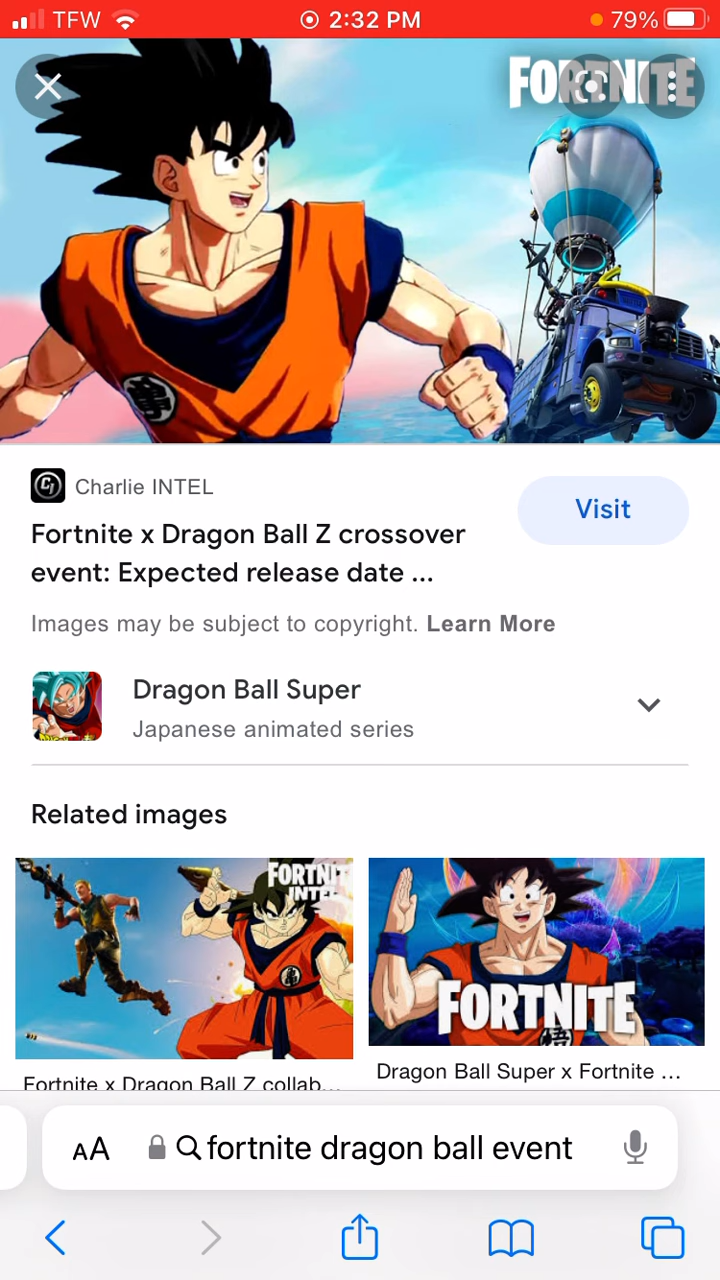 TFW 2:32 PM 79%
FORTNITE
Charlie INTEL
Visit
Fortnite x Dragon Ball Z crossover
event: Expected release date ...
Images may be subject to copyright. Learn More
Dragon Ball Super
Japanese animated series
Related images
FORTNITE
INTEL
FORTNITE
Fortnite x Dragon Ball Z collab...
Dragon Ball Super x Fortnite ...
AA fortnite dragon ball event